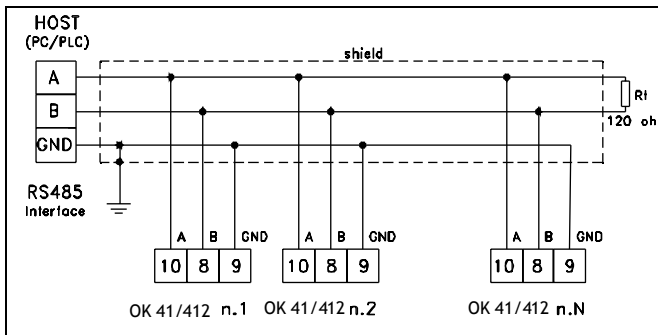 HOST
(PC/PLC)
shield
A
B
GND
Rt
120 oh
RS485
Interface
A B GND A B GND A B GND
10 8 9 10 8 9 10 8 9
OK 41/412 n.1 OK 41/412 n.2 OK 41/412 n.N